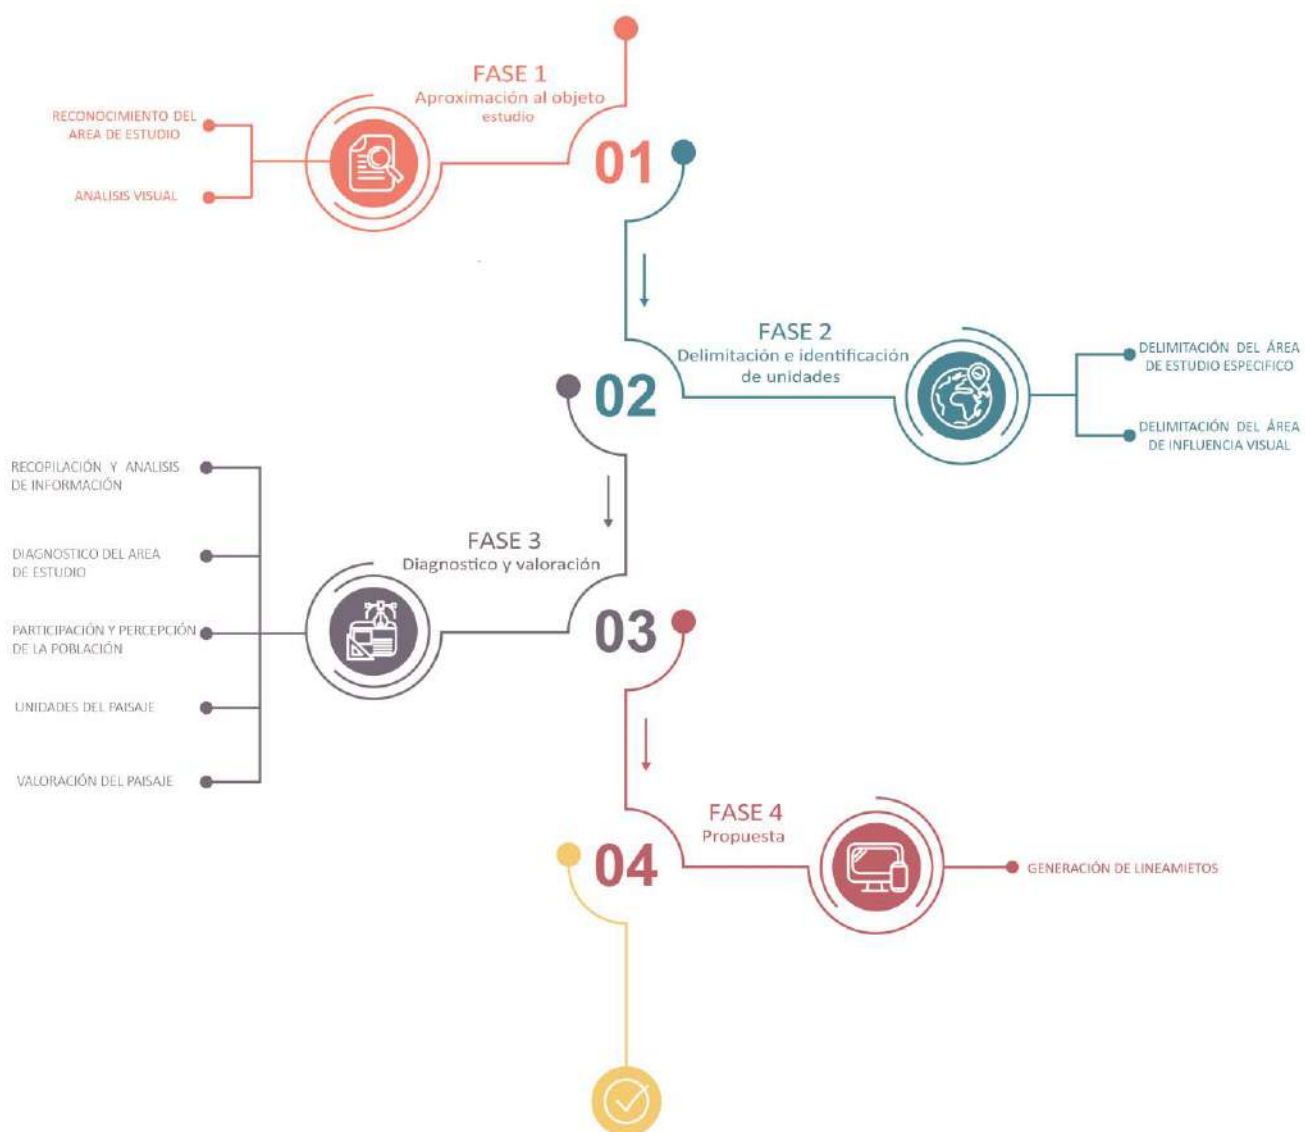 FASE 1
Aproximación al objeto
estudio
RECONOCIMIENTO DEL
AREA DE ESTUDIO
ANALISIS VISUAL
01
FASE 2
Delimitación e identificación
de unidades
DELIMITACIÓN DEL ÁREA
DE ESTUDIO ESPECIFICO
DELIMITACIÓN DEL ÁREA
DE INFLUENCIA VISUAL
02
FASE 3
Diagnostico y valoración
RECOPILACIÓN Y ANALISIS
DE INFORMACIÓN
DIAGNOSTICO DEL AREA
DE ESTUDIO
PARTICIPACIÓN Y PERCEPCIÓN
DE LA POBLACIÓN
UNIDADES DEL PAISAJE
VALORACIÓN DEL PAISAJE
03
FASE 4
Propuesta
04
GENERACIÓN DE LINEAMIETOS